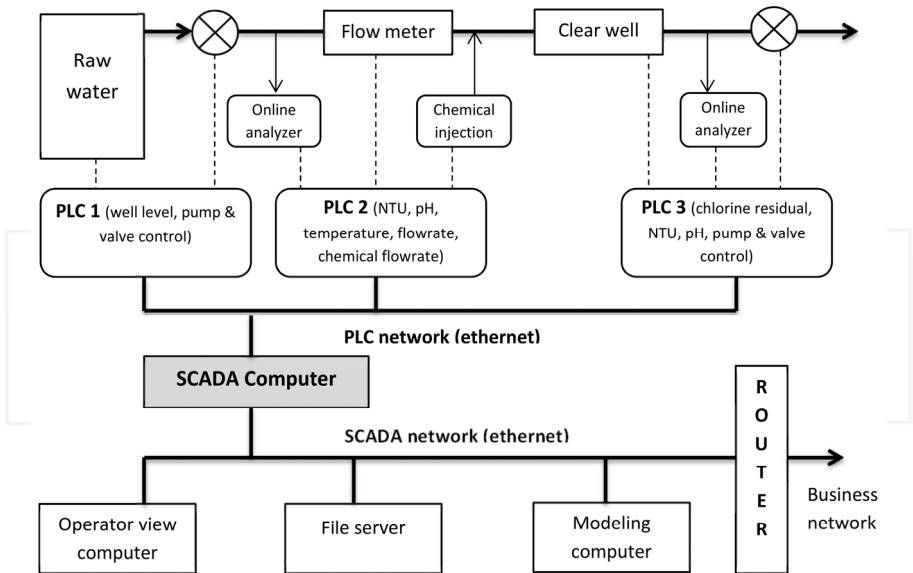 Raw
water
Flow meter
Clear well
Online
analyzer
Chemical
injection
Online
analyzer
PLC 1 (well level, pump &
valve control)
PLC 2 (NTU, pH,
temperature, flowrate,
chemical flowrate)
PLC 3 (chlorine residual,
NTU, pH, pump & valve
control)
PLC network (ethernet)
SCADA Computer
SCADA network (ethernet)
R
O
U
T
E
R
Business
network
Operator view
computer
File server
Modeling
computer